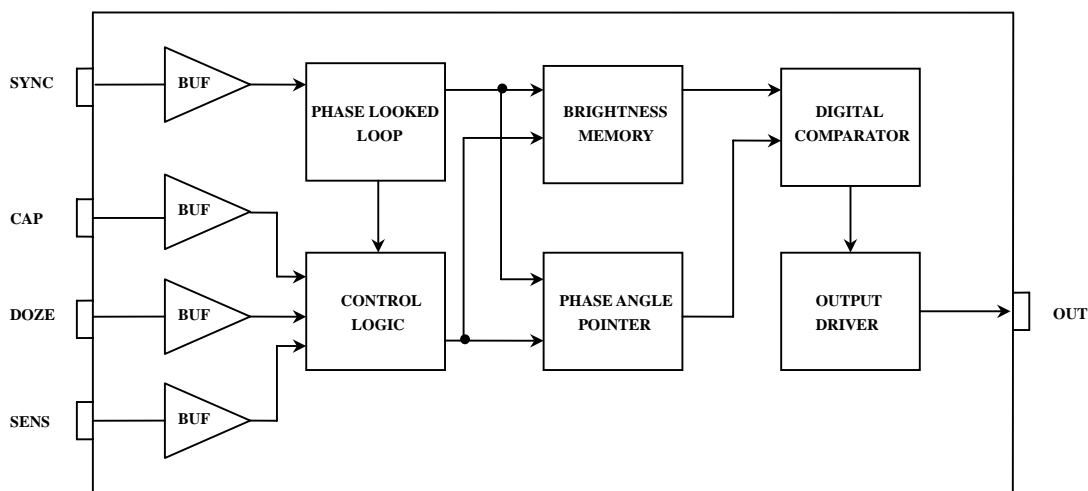 SYNC
BUF
PHASE LOOKED
LOOP
BRIGHTNESS
MEMORY
DIGITAL
COMPARATOR
CAP
BUF
DOZE
BUF
CONTROL
LOGIC
PHASE ANGLE
POINTER
OUTPUT
DRIVER
OUT
SENS
BUF